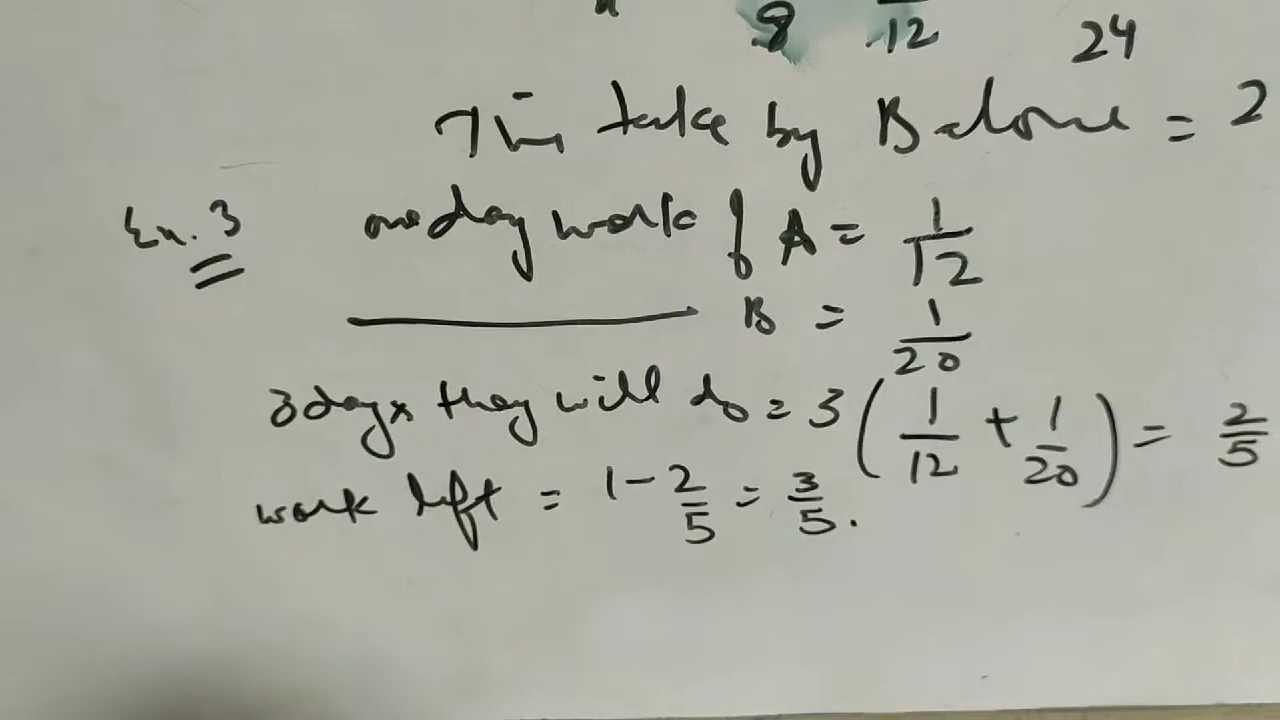 8 12 24
Time take by B alone = 2
Ex. 3 one day work of A = 1/12
B = 1/20
3 days they will do = 3 ( 1/12 + 1/20 ) = 2/5
work left = 1 - 2/5 = 3/5.